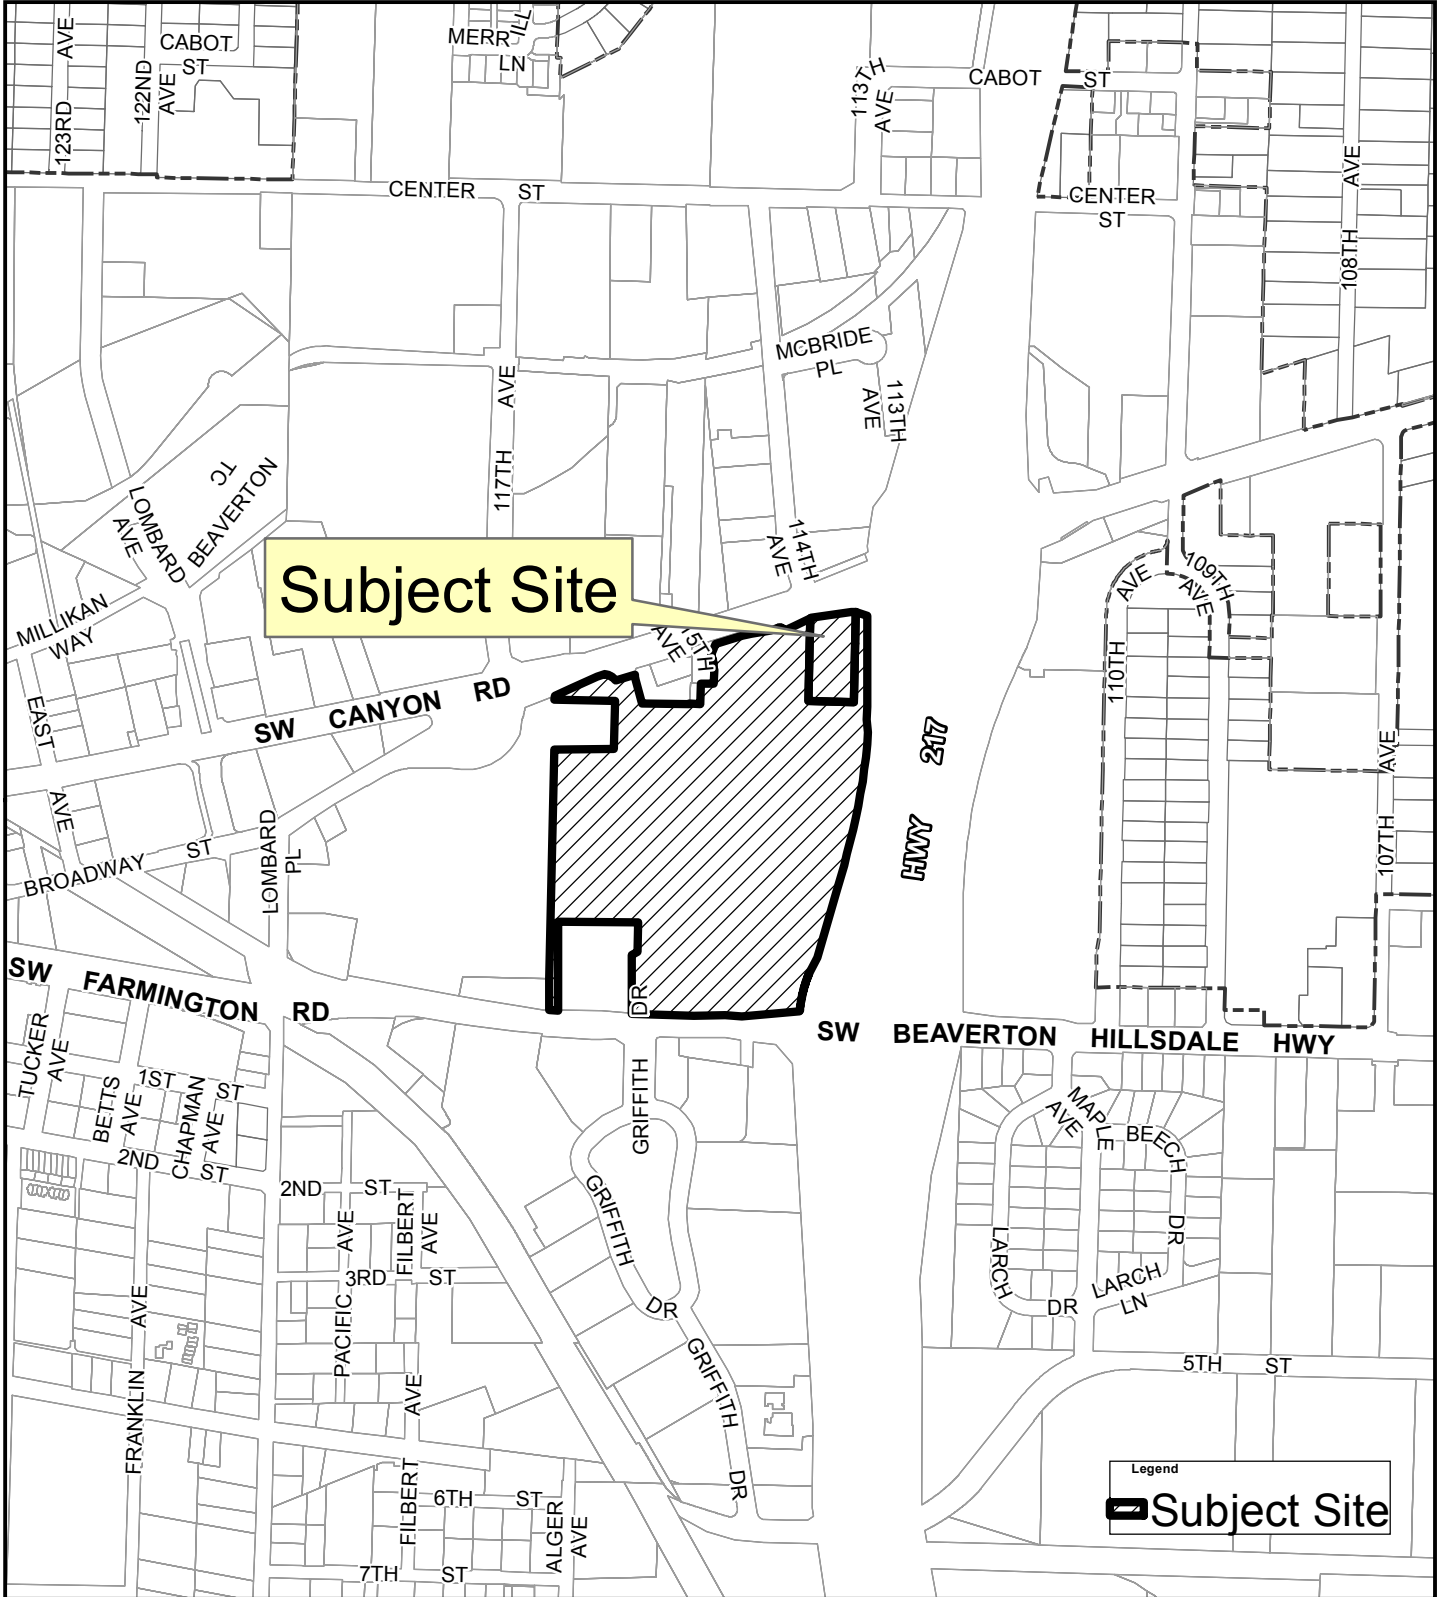 123RD
AVE
122ND
AVE
CABOT
ST
MERR
ILL
LN
113TH
AVE
CABOT
ST
CENTER
ST
CENTER
ST
108TH
AVE
MCBRIDE
PL
113TH
AVE
117TH
AVE
LOMBARD
AVE
BEAVERTON
TC
114TH
AVE
Subject Site
109TH
AVE
AVE
110TH
MILLIKAN
WAY
15TH
AVE
EAST
AVE
SW CANYON RD
HWY 217
107TH
AVE
LOMBARD
PL
BROADWAY ST
SW FARMINGTON RD
DR
SW BEAVERTON HILLSDALE HWY
TUCKER
AVE
BETTS
AVE
1ST ST
CHAPMAN
AVE
2ND ST
GRIFFITH
GRIFFITH
DR
GRIFFITH
DR
MAPLE
AVE
BEECH
DR
LARCH
DR
LARCH
LN
2ND ST
FILBERT
AVE
PACIFIC
AVE
3RD ST
5TH ST
FRANKLIN
AVE
FILBERT
AVE
6TH ST
ALGER
AVE
7TH ST
Legend
Subject Site